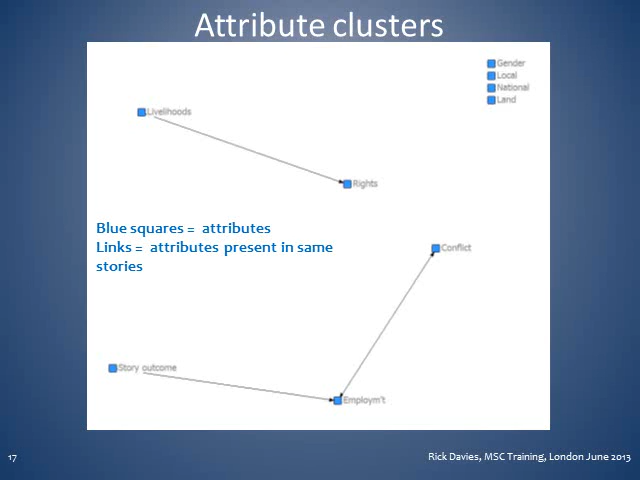 Attribute clusters
Gender
Local
National
Land
Livelihoods
Rights
Blue squares = attributes
Links = attributes present in same
stories
Conflict
Story outcome
Employm't
17
Rick Davies, MSC Training, London June 2013